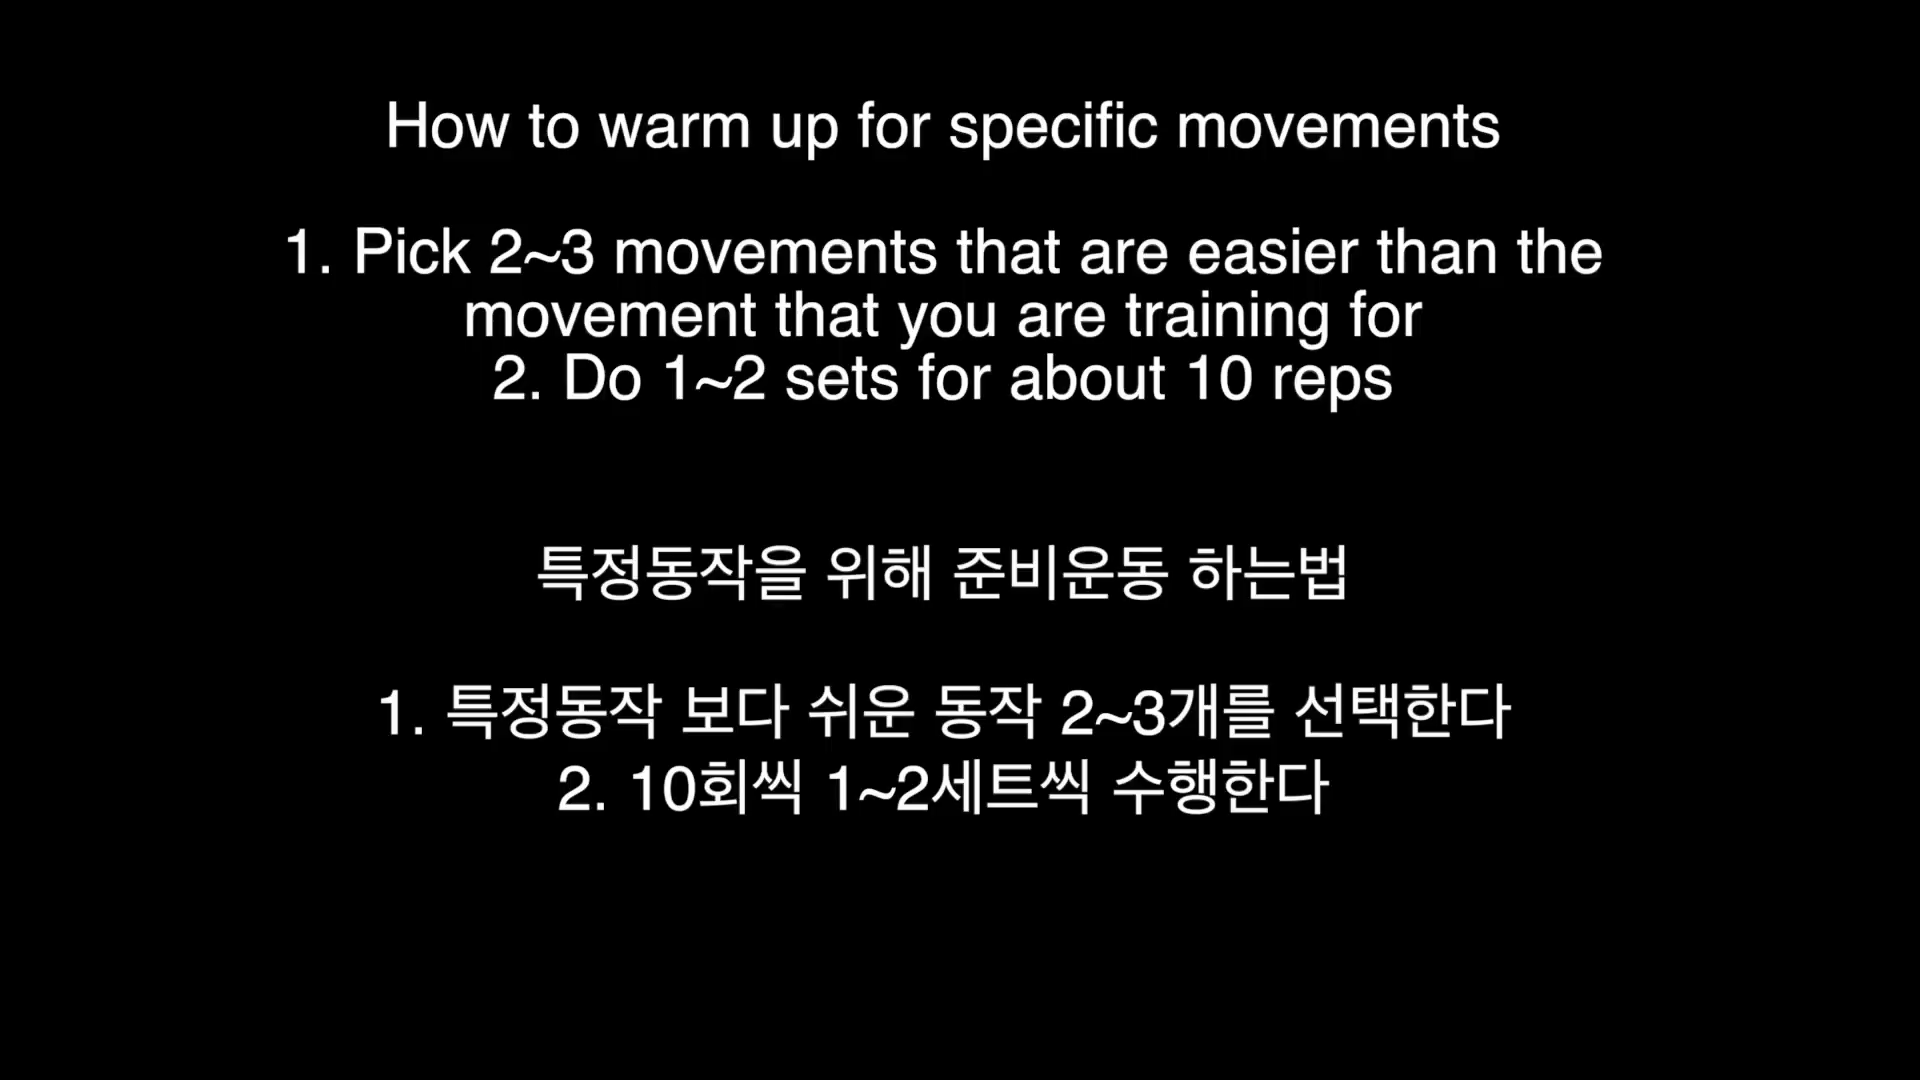 How to warm up for specific movements
1. Pick 2~3 movements that are easier than the
movement that you are training for
2. Do 1~2 sets for about 10 reps
특정동작을 위해 준비운동 하는법
1. 특정동작 보다 쉬운 동작 2~3개를 선택한다
2. 10회씩 1~2세트씩 수행한다